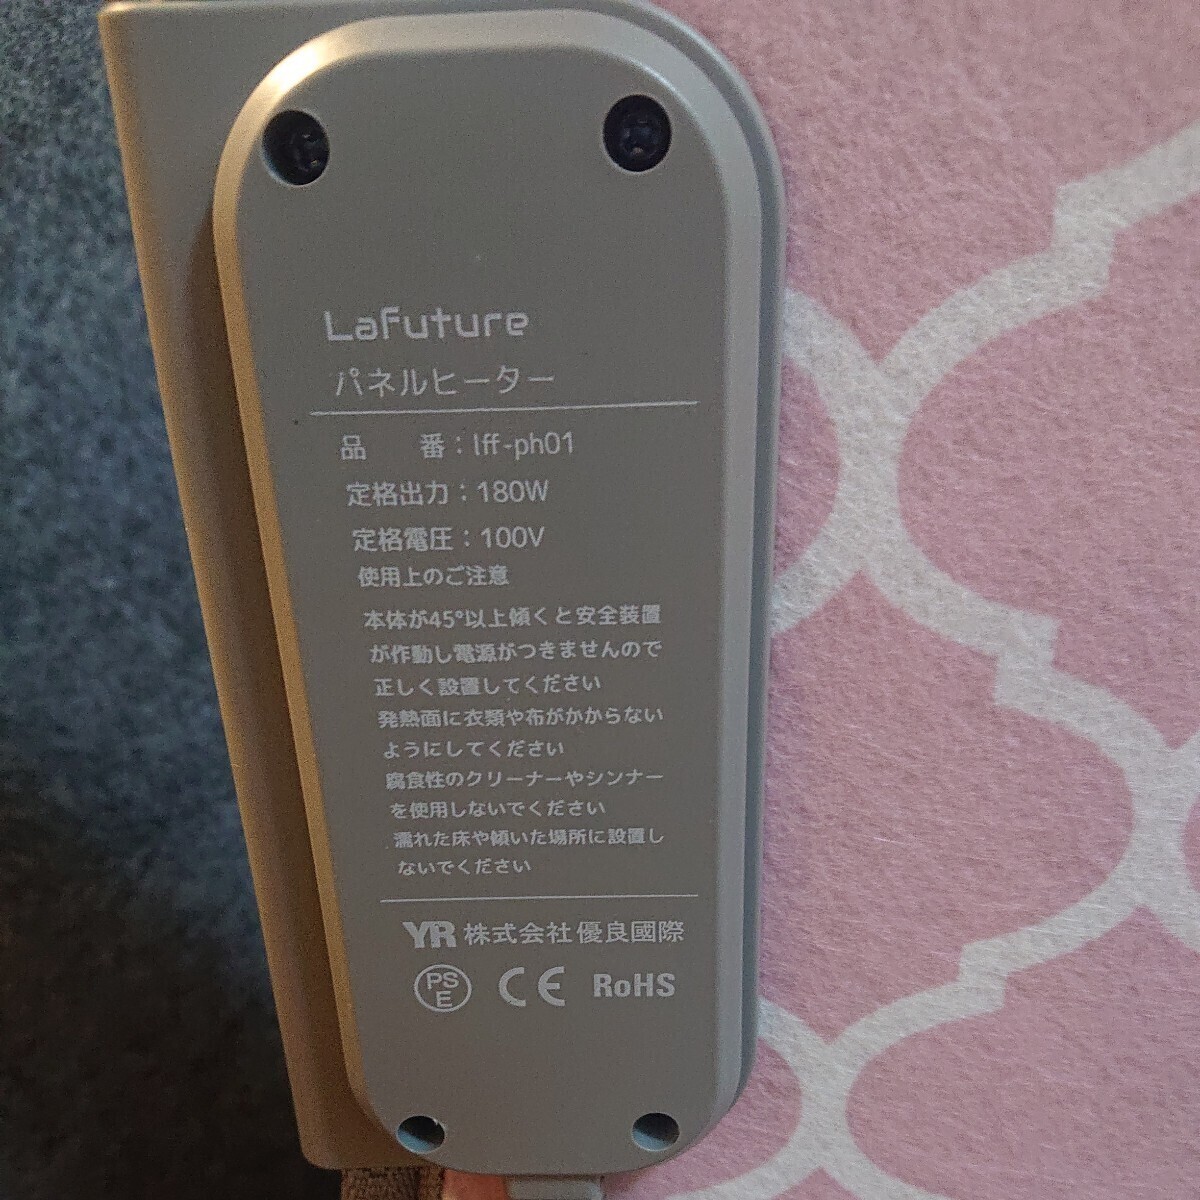 LaFuture
パネルヒーター
品　番：lff-ph01
定格出力：180W
定格電圧：100V
使用上のご注意
本体が45°以上傾くと安全装置
が作動し電源がつきませんので
正しく設置してください
発熱面に衣類や布がかからない
ようにしてください
腐食性のクリーナーやシンナー
を使用しないでください
濡れた床や傾いた場所に設置し
ないでください
YR 株式会社優良國際
PSE CE RoHS